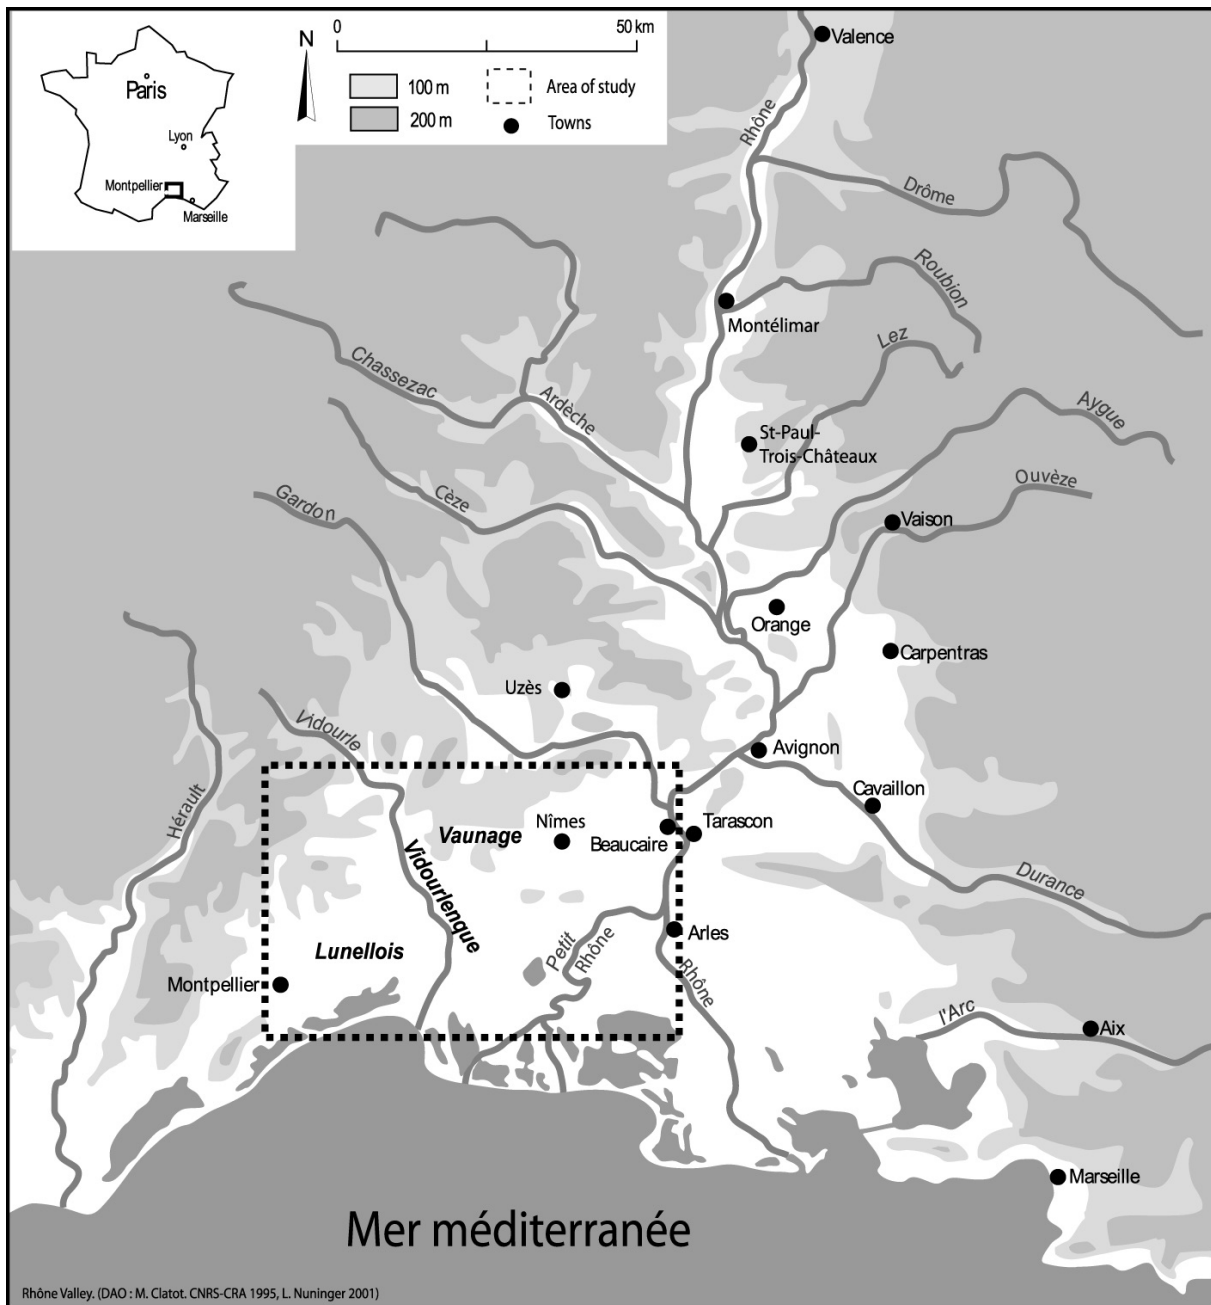 0 50 km
N
100 m
200 m
Area of study
Towns
Paris
Lyon
Montpellier
Marseille
Valence
Rhône
Drôme
Roubion
Montélimar
Lez
Chassezac
Ardèche
Aygue
St-Paul-
Trois-Châteaux
Ouvèze
Cèze
Gardon
Vaison
Orange
Carpentras
Uzès
Vidourle
Avignon
Cavaillon
Hérault
Nîmes
Vaunage
Beaucaire
Tarascon
Vidourlenque
Durance
Lunellois
Petit
Rhône
Arles
Rhône
Montpellier
l'Arc
Aix
Marseille
Mer méditerranée
Rhône Valley. (DAO : M. Clatot. CNRS-CRA 1995, L. Nuninger 2001)